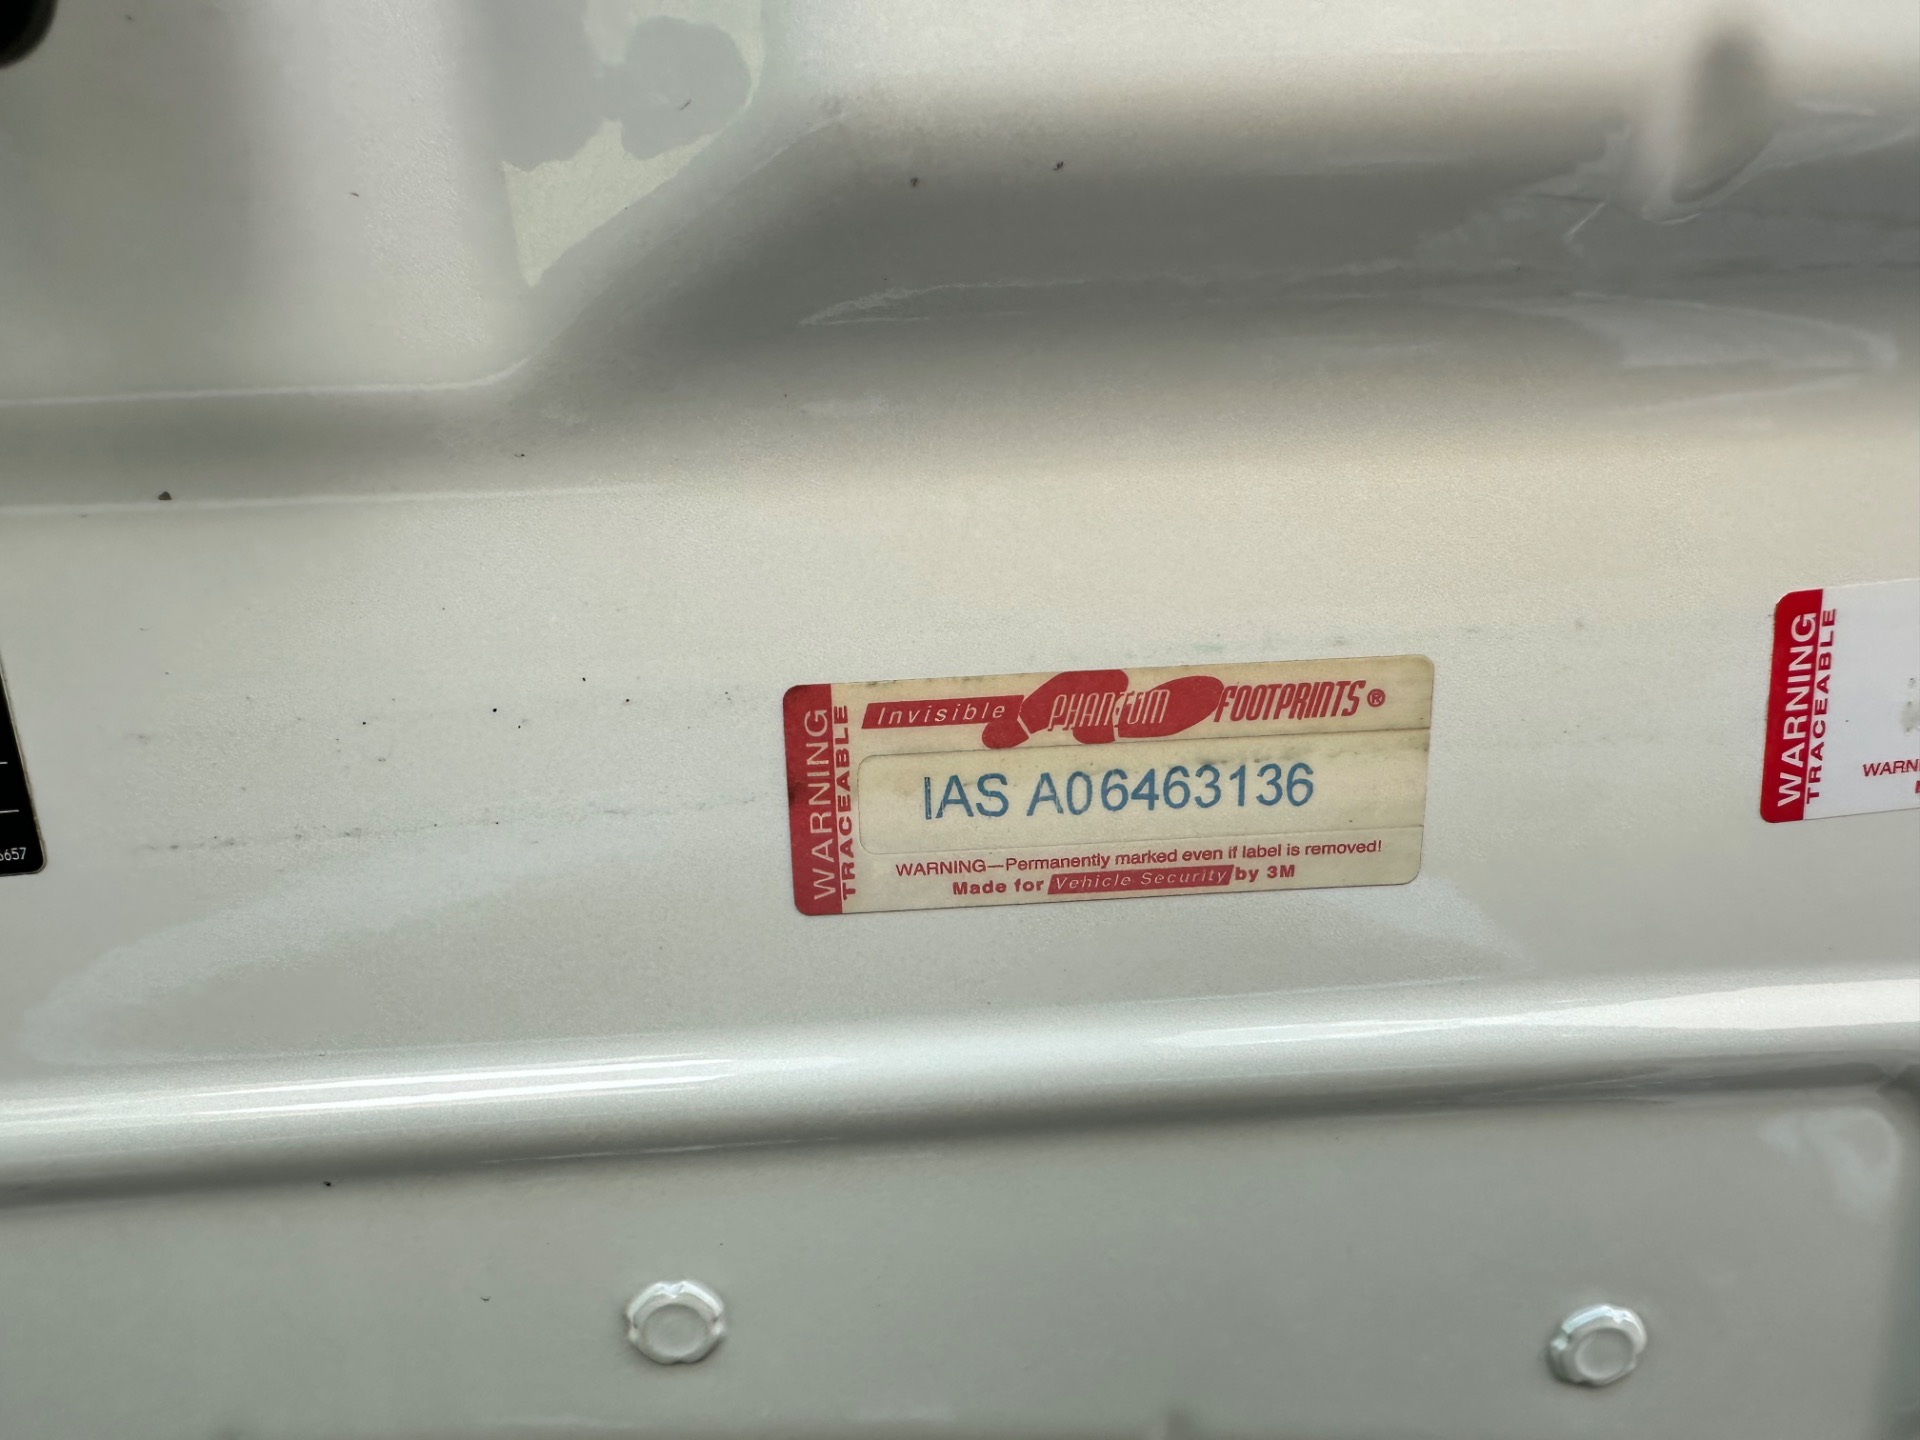 WARNING
TRACEABLE
Invisible PHANTOM FOOTPRINTS®
IAS A06463136
WARNING—Permanently marked even if label is removed!
Made for Vehicle Security by 3M
WARNING
TRACEABLE
6657